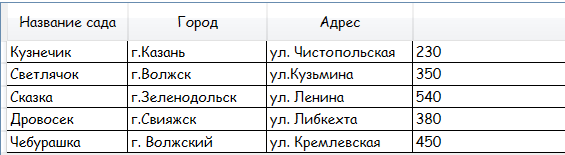 Название сада Город Адрес
Кузнечик г.Казань ул. Чистопольская 230
Светлячок г.Волжск ул.Кузьмина 350
Сказка г.Зеленодольск ул. Ленина 540
Дровосек г.Свияжск ул. Либкехта 380
Чебурашка г. Волжский ул. Кремлевская 450